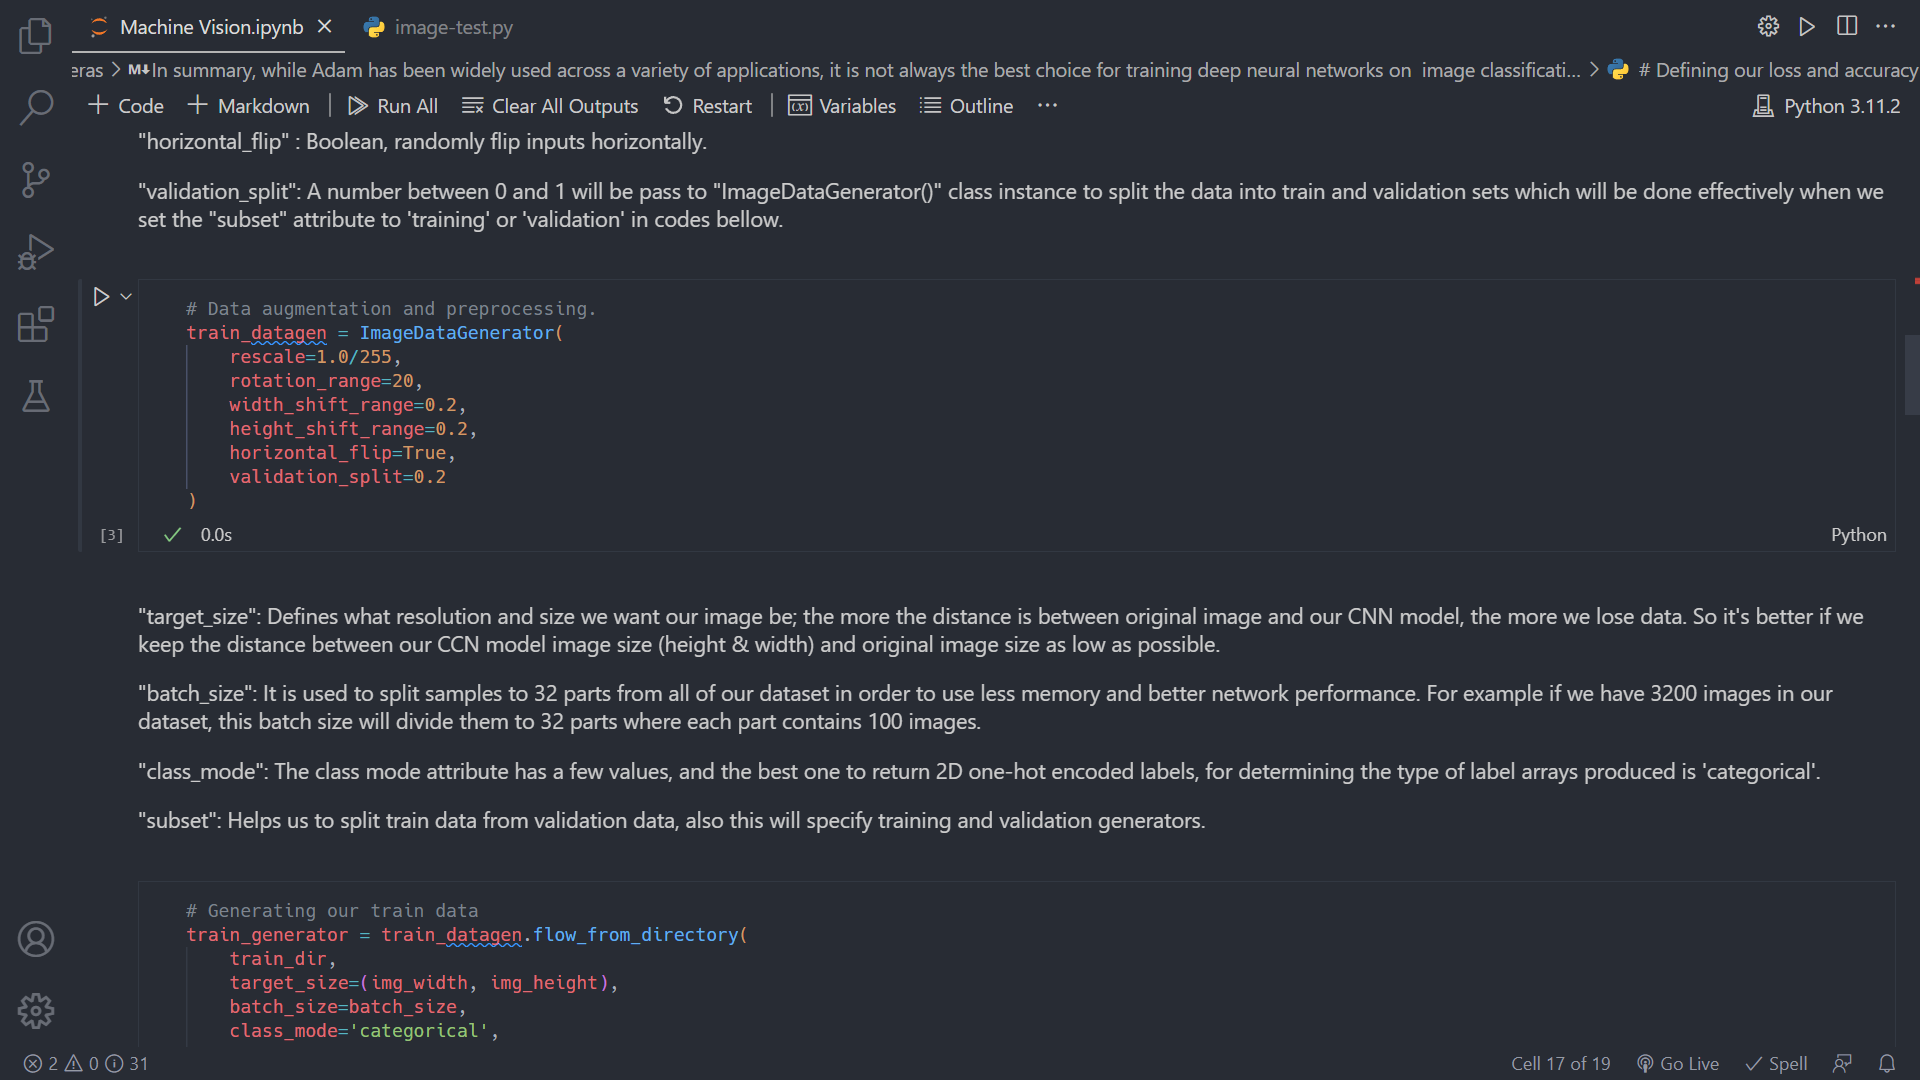 Machine Vision.ipynb
image-test.py
eras > M↓In summary, while Adam has been widely used across a variety of applications, it is not always the best choice for training deep neural networks on image classificati... > # Defining our loss and accuracy
+ Code + Markdown | Run All Clear All Outputs Restart | Variables Outline ... Python 3.11.2
"horizontal_flip" : Boolean, randomly flip inputs horizontally.
"validation_split": A number between 0 and 1 will be pass to "ImageDataGenerator()" class instance to split the data into train and validation sets which will be done effectively when we
set the "subset" attribute to 'training' or 'validation' in codes bellow.
# Data augmentation and preprocessing.
train_datagen = ImageDataGenerator(
    rescale=1.0/255,
    rotation_range=20,
    width_shift_range=0.2,
    height_shift_range=0.2,
    horizontal_flip=True,
    validation_split=0.2
)
[3] ✓ 0.0s Python
"target_size": Defines what resolution and size we want our image be; the more the distance is between original image and our CNN model, the more we lose data. So it's better if we
keep the distance between our CCN model image size (height & width) and original image size as low as possible.
"batch_size": It is used to split samples to 32 parts from all of our dataset in order to use less memory and better network performance. For example if we have 3200 images in our
dataset, this batch size will divide them to 32 parts where each part contains 100 images.
"class_mode": The class mode attribute has a few values, and the best one to return 2D one-hot encoded labels, for determining the type of label arrays produced is 'categorical'.
"subset": Helps us to split train data from validation data, also this will specify training and validation generators.
# Generating our train data
train_generator = train_datagen.flow_from_directory(
    train_dir,
    target_size=(img_width, img_height),
    batch_size=batch_size,
    class_mode='categorical',
2 0 31 Cell 17 of 19 Go Live Spell